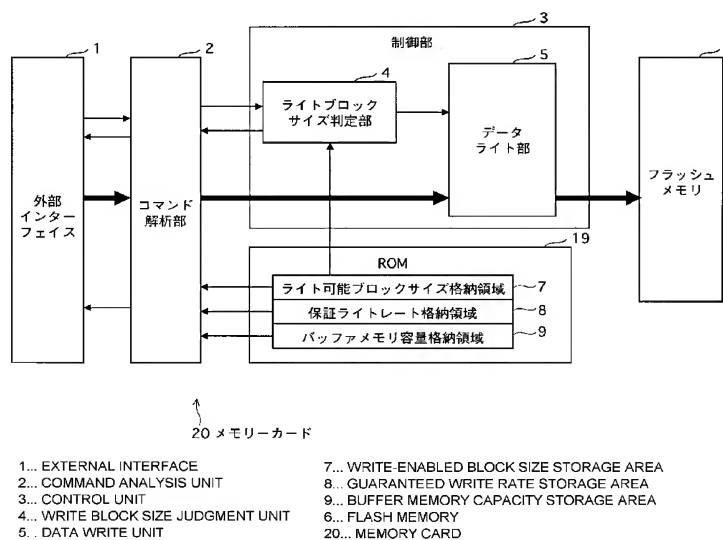 1
2
3
制御部
4
5
ライトブロック
サイズ判定部
データ
ライト部
外部
インター
フェイス
コマンド
解析部
フラッシュ
メモリ
19
ROM
ライト可能ブロックサイズ格納領域
7
保証ライトレート格納領域
8
バッファメモリ容量格納領域
9
20 メモリーカード
1... EXTERNAL INTERFACE
2... COMMAND ANALYSIS UNIT
3... CONTROL UNIT
4... WRITE BLOCK SIZE JUDGMENT UNIT
5. . DATA WRITE UNIT
7... WRITE-ENABLED BLOCK SIZE STORAGE AREA
8... GUARANTEED WRITE RATE STORAGE AREA
9... BUFFER MEMORY CAPACITY STORAGE AREA
6... FLASH MEMORY
20... MEMORY CARD